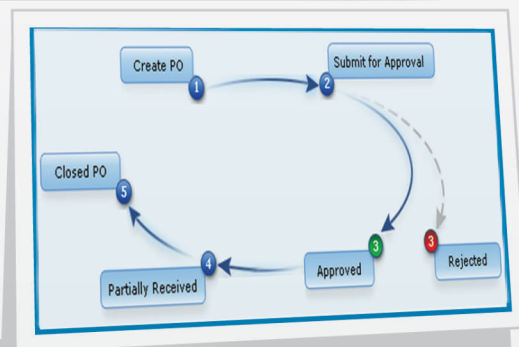 Create PO
1
Submit for Approval
2
Closed PO
5
3
Approved
3
Rejected
4
Partially Received